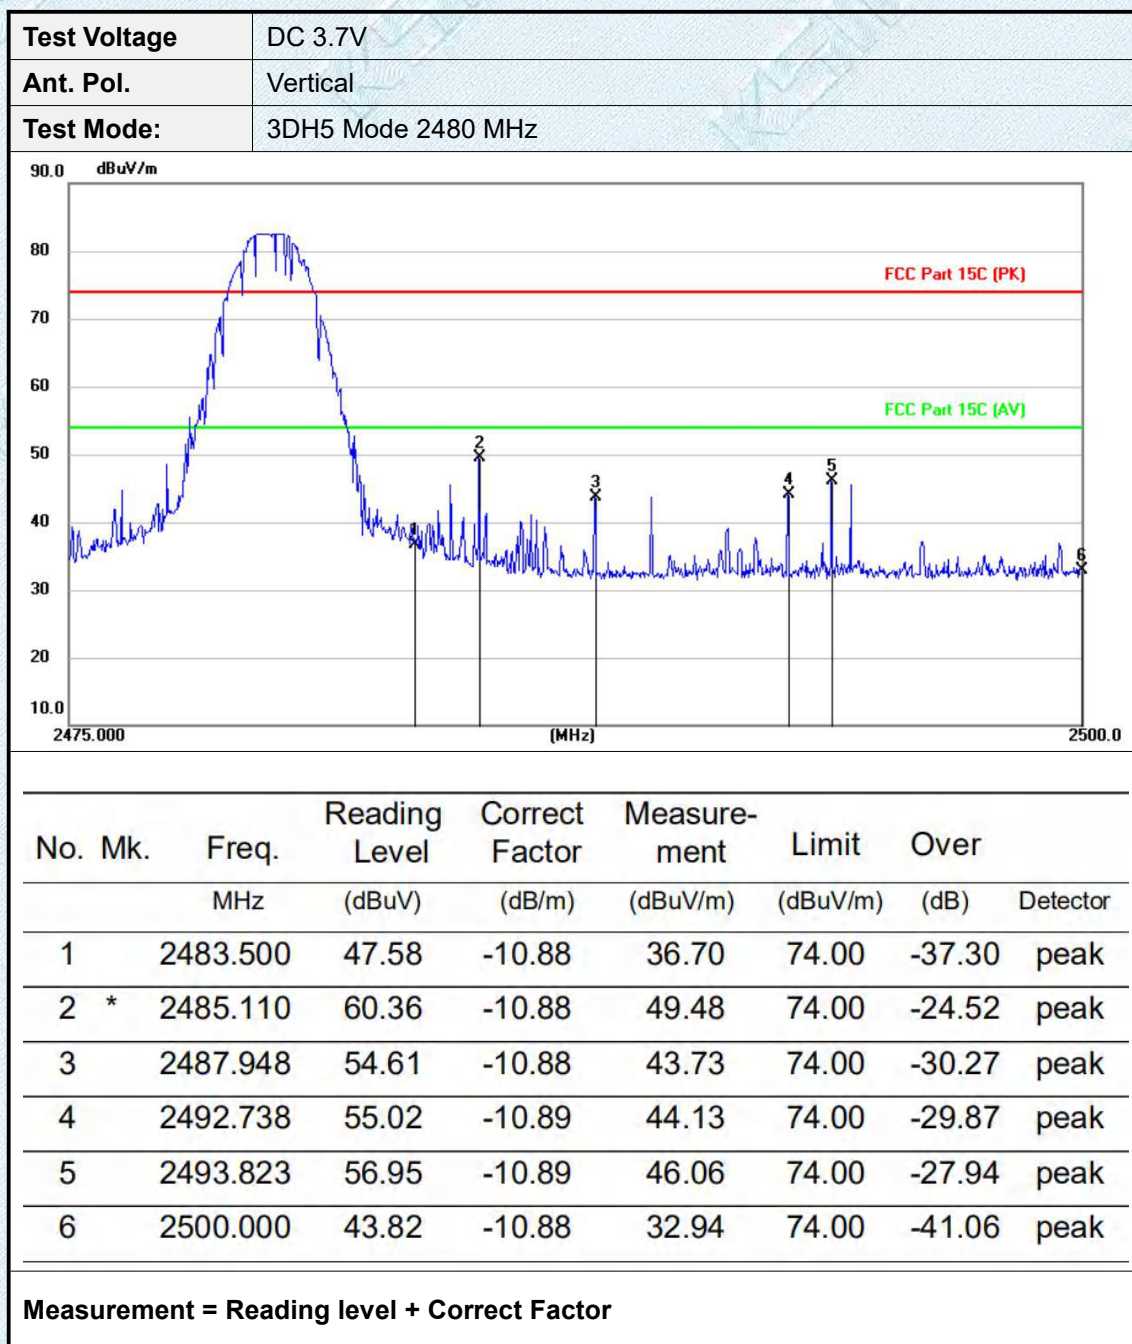 Test Voltage DC 3.7V
Ant. Pol. Vertical
Test Mode: 3DH5 Mode 2480 MHz
90.0 dBuV/m
80
FCC Part 15C (PK)
70
60
FCC Part 15C (AV)
50
40
30
20
10.0
1 2 3 4 5 6
2475.000 (MHz) 2500.0
No. Mk. Freq. Reading Level Correct Factor Measure-ment Limit Over
MHz (dBuV) (dB/m) (dBuV/m) (dBuV/m) (dB) Detector
1 2483.500 47.58 -10.88 36.70 74.00 -37.30 peak
2 * 2485.110 60.36 -10.88 49.48 74.00 -24.52 peak
3 2487.948 54.61 -10.88 43.73 74.00 -30.27 peak
4 2492.738 55.02 -10.89 44.13 74.00 -29.87 peak
5 2493.823 56.95 -10.89 46.06 74.00 -27.94 peak
6 2500.000 43.82 -10.88 32.94 74.00 -41.06 peak
Measurement = Reading level + Correct Factor